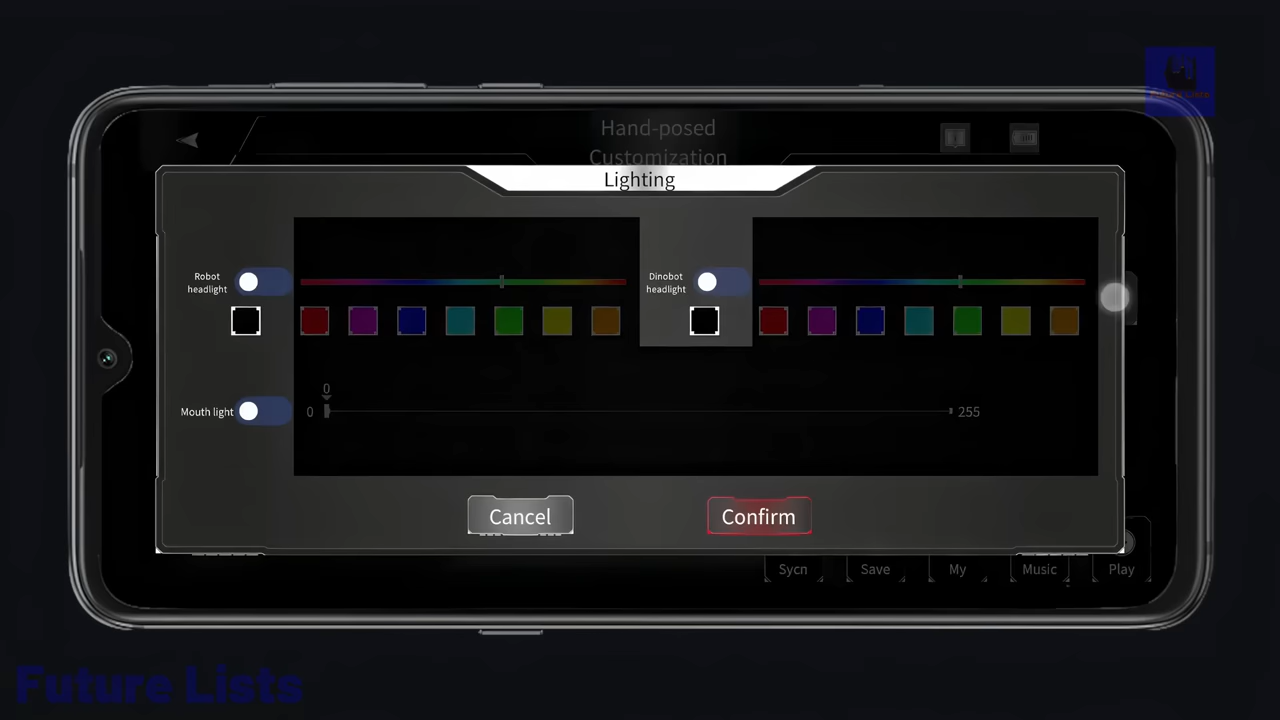 Hand-posed
Customization
Lighting
Robot
headlight
Dinobot
headlight
0
Mouth light
0
255
Cancel
Confirm
Sycn
Save
My
Music
Play
Future Lists